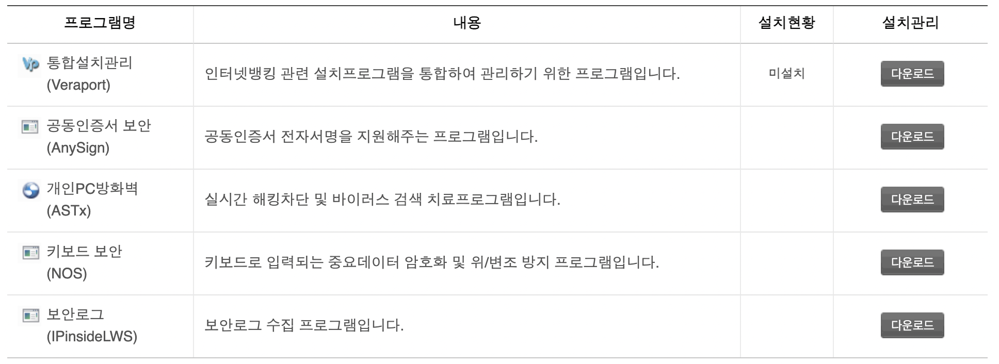 프로그램명 내용 설치현황 설치관리
통합설치관리
(Veraport)
인터넷뱅킹 관련 설치프로그램을 통합하여 관리하기 위한 프로그램입니다.
미설치
다운로드
공동인증서 보안
(AnySign)
공동인증서 전자서명을 지원해주는 프로그램입니다.
다운로드
개인PC방화벽
(ASTx)
실시간 해킹차단 및 바이러스 검색 치료프로그램입니다.
다운로드
키보드 보안
(NOS)
키보드로 입력되는 중요데이터 암호화 및 위/변조 방지 프로그램입니다.
다운로드
보안로그
(IPinsideLWS)
보안로그 수집 프로그램입니다.
다운로드